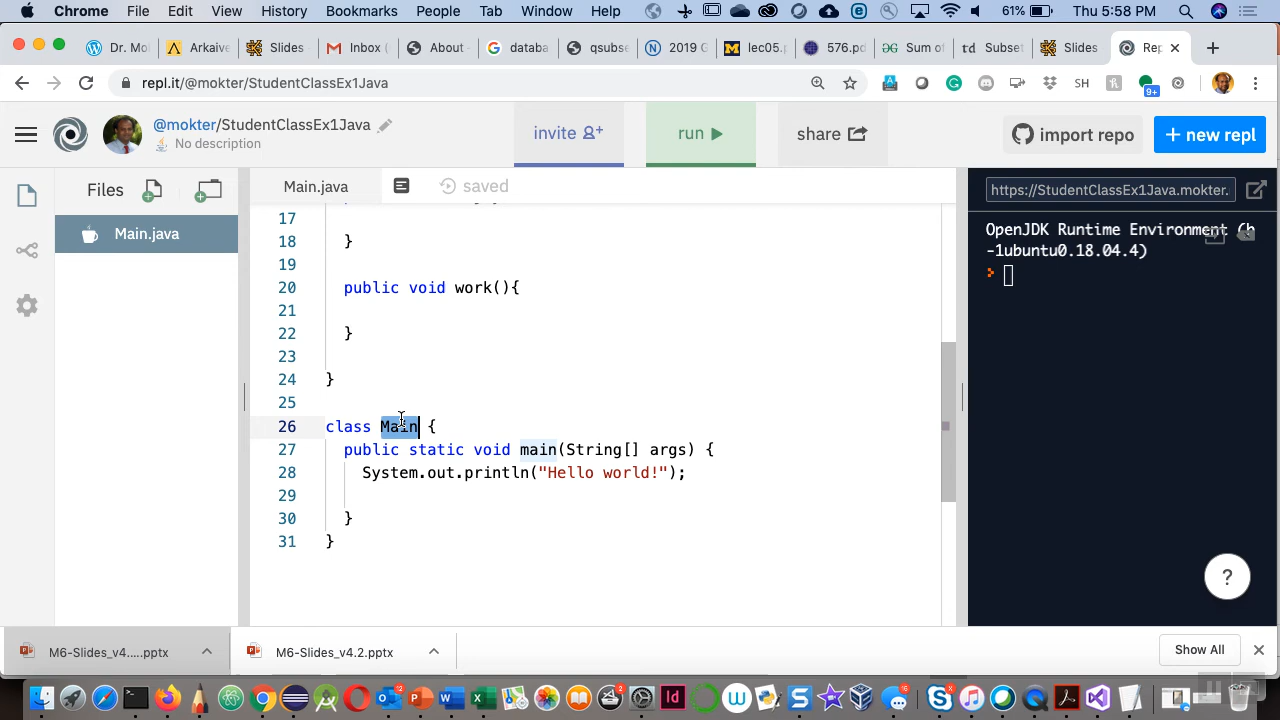 Chrome File Edit View History Bookmarks People Tab Window Help 61% Thu 5:58 PM
Dr. Mo Arkaive Slides Inbox ( About databa qsubse 2019 G lec05.p 576.pd Sum of td Subset Slides Rep
repl.it/@mokter/StudentClassEx1Java SH 9+
@mokter/StudentClassEx1Java
No description
invite
run
share
import repo
+ new repl
Files
Main.java
Main.java
saved
17
18 }
19
20 public void work(){
21
22 }
23
24 }
25
26 class Main {
27 public static void main(String[] args) {
28 System.out.println("Hello world!");
29
30 }
31 }
https://StudentClassEx1Java.mokter.
OpenJDK Runtime Environment (b
-1ubuntu0.18.04.4)
>
?
M6-Slides_v4.....pptx
M6-Slides_v4.2.pptx
Show All